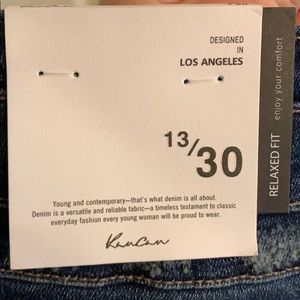 DESIGNED
IN
LOS ANGELES
13/30
Young and contemporary—that's what denim is all about.
Denim is a versatile and reliable fabric—a timeless testament to classic
everyday fashion every young woman will be proud to wear.
KanCan
RELAXED FIT enjoy your comfort